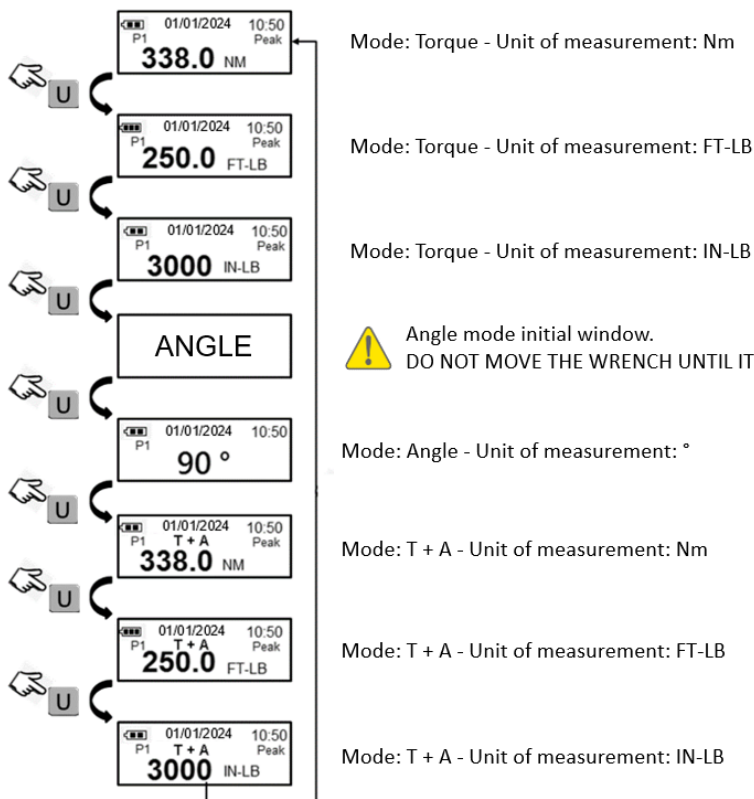 01/01/2024 10:50
P1 Peak
338.0 NM
Mode: Torque - Unit of measurement: Nm
U
01/01/2024 10:50
P1 Peak
250.0 FT-LB
Mode: Torque - Unit of measurement: FT-LB
U
01/01/2024 10:50
P1 Peak
3000 IN-LB
Mode: Torque - Unit of measurement: IN-LB
U
ANGLE
Angle mode initial window.
DO NOT MOVE THE WRENCH UNTIL IT
U
01/01/2024 10:50
P1
90 °
Mode: Angle - Unit of measurement: °
U
01/01/2024 10:50
P1 T + A Peak
338.0 NM
Mode: T + A - Unit of measurement: Nm
U
01/01/2024 10:50
P1 T + A Peak
250.0 FT-LB
Mode: T + A - Unit of measurement: FT-LB
U
01/01/2024 10:50
P1 T + A Peak
3000 IN-LB
Mode: T + A - Unit of measurement: IN-LB